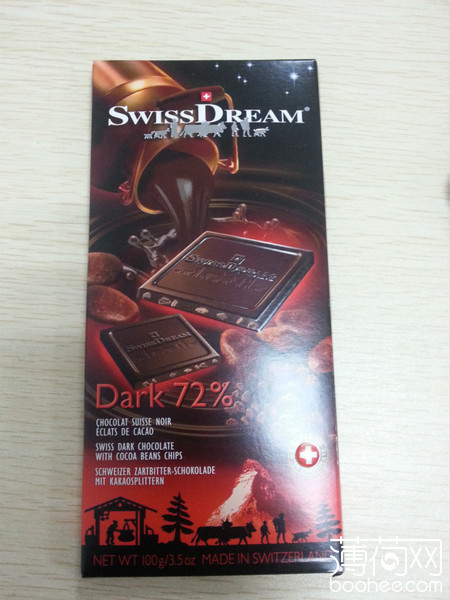 SWISSDREAM®
SWISSDREAM
SWISSDREAM
Dark 72%
CHOCOLAT SUISSE NOIR
ÉCLATS DE CACAO
SWISS DARK CHOCOLATE
WITH COCOA BEANS CHIPS
SCHWEIZER ZARTBITTER-SCHOKOLADE
MIT KAKAOSPLITTERN
NET WT 100g/3.5oz MADE IN SWITZERLAND
薄荷网
boohee.com